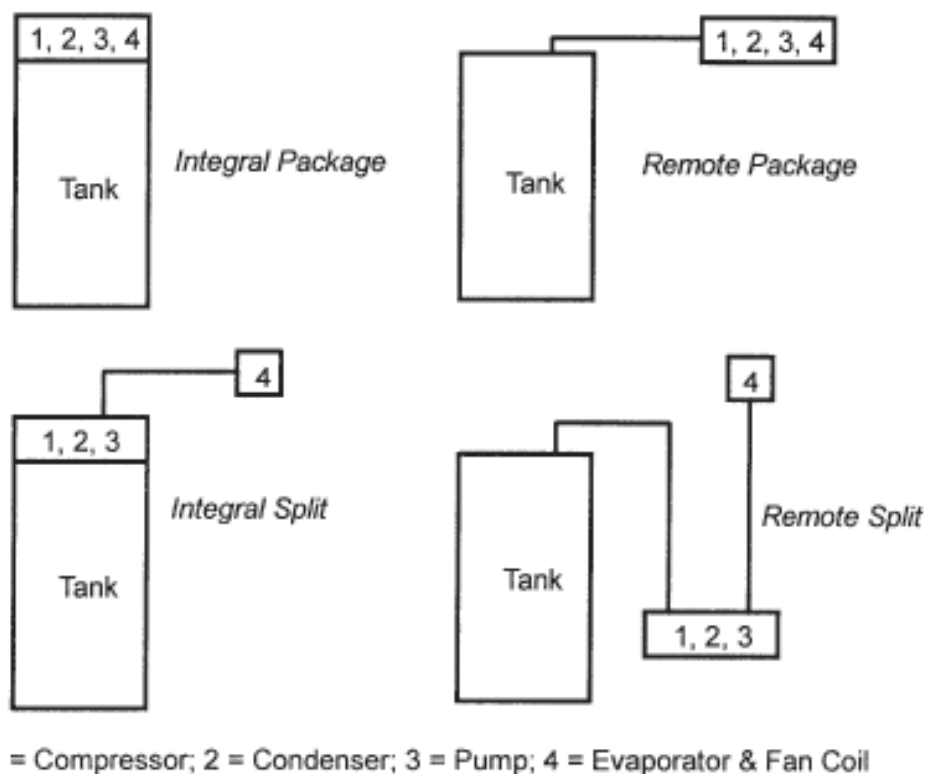 1, 2, 3, 4
Tank
Integral Package
1, 2, 3, 4
Tank
Remote Package
4
1, 2, 3
Tank
Integral Split
4
Tank
1, 2, 3
Remote Split
= Compressor; 2 = Condenser; 3 = Pump; 4 = Evaporator & Fan Coil